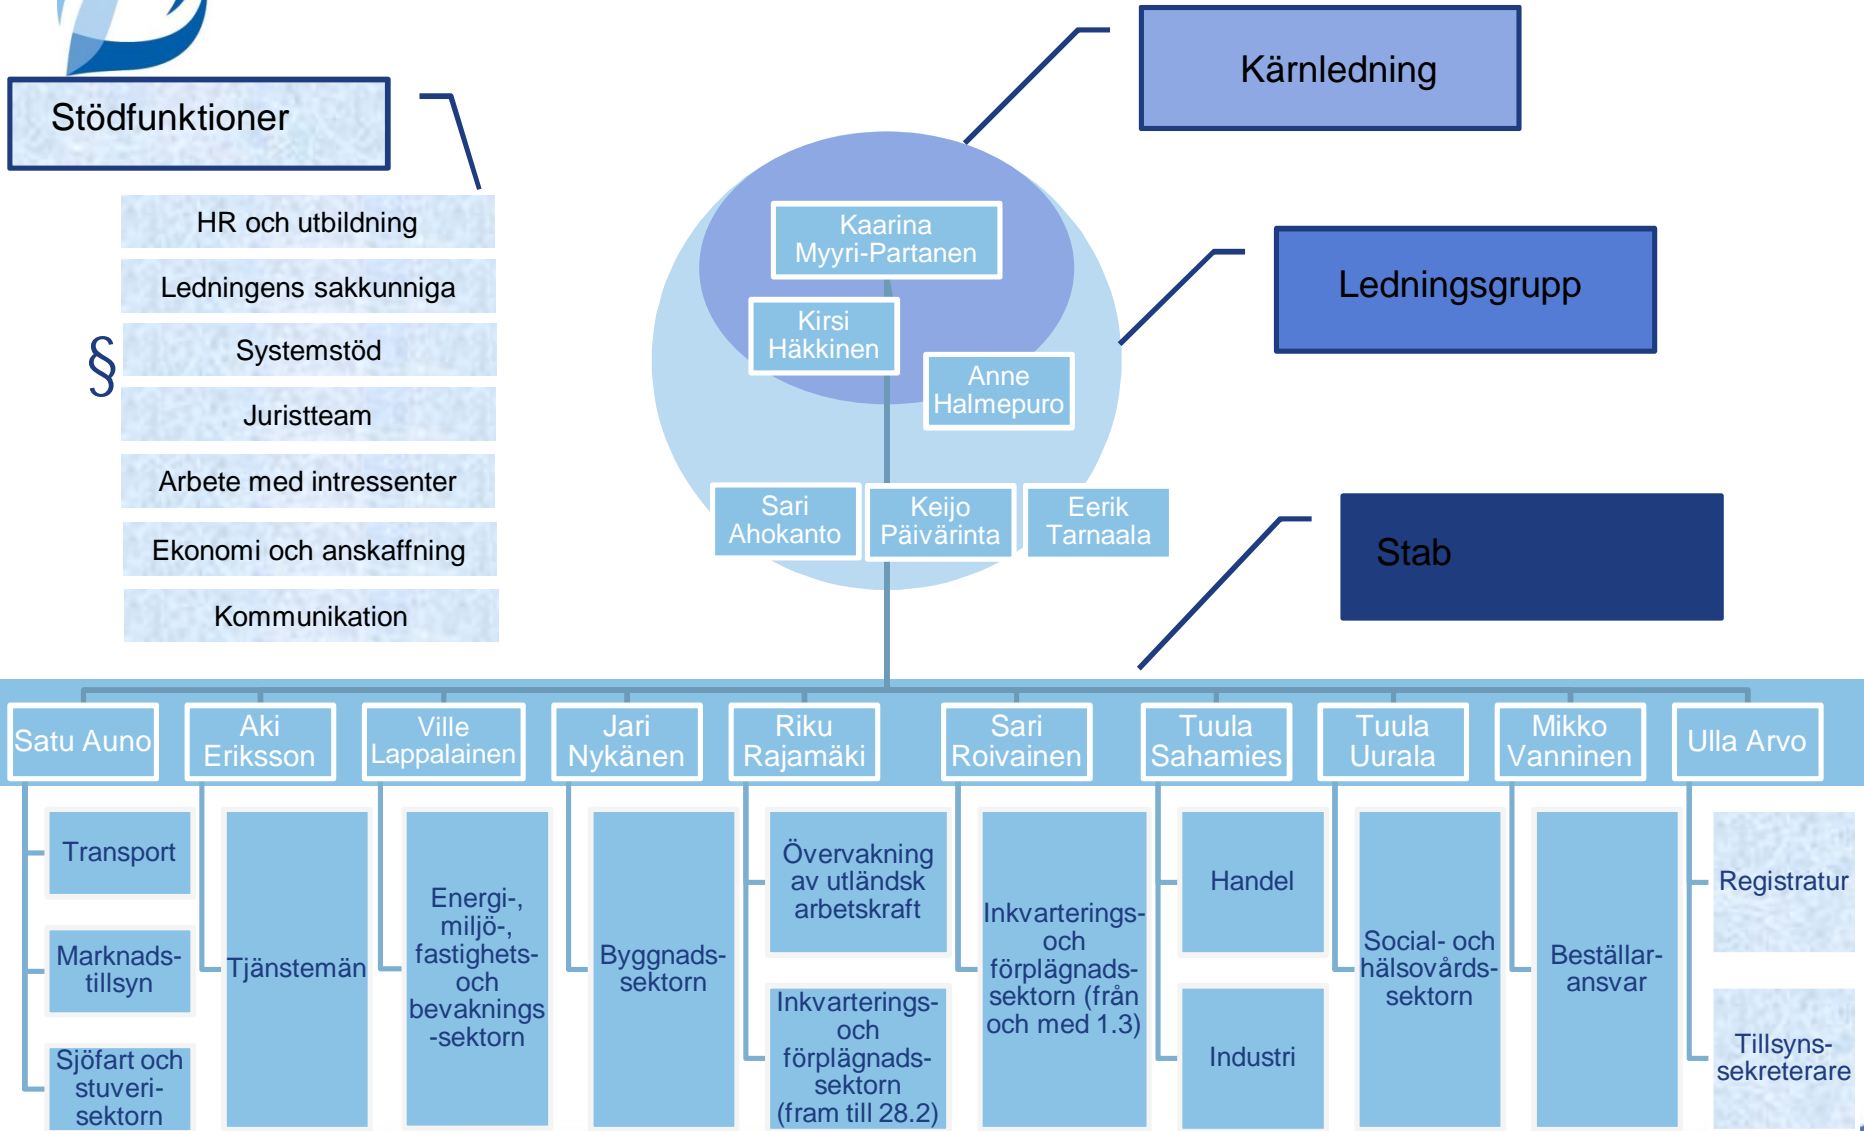 Kärnledning
Stödfunktioner
HR och utbildning
Ledningens sakkunniga
§
Systemstöd
Juristteam
Arbete med intressenter
Ekonomi och anskaffning
Kommunikation
Kaarina
Myyri-Partanen
Kirsi
Häkkinen
Anne
Halmepuro
Ledningsgrupp
Sari
Ahokanto
Keijo
Päivärinta
Eerik
Tarnaala
Stab
Satu Auno
Aki
Eriksson
Ville
Lappalainen
Jari
Nykänen
Riku
Rajamäki
Sari
Roivainen
Tuula
Sahamies
Tuula
Uurala
Mikko
Vanninen
Ulla Arvo
Transport
Marknads-
tillsyn
Sjöfart och
stuveri-
sektorn
Tjänstemän
Energi-,
miljö-,
fastighets-
och
bevaknings
-sektorn
Byggnads-
sektorn
Övervakning
av utländsk
arbetskraft
Inkvarterings-
och
förplägnads-
sektorn
(fram till 28.2)
Inkvarterings-
och
förplägnads-
sektorn (från
och med 1.3)
Handel
Industri
Social- och
hälsovårds-
sektorn
Beställar-
ansvar
Registratur
Tillsyns-
sekreterare